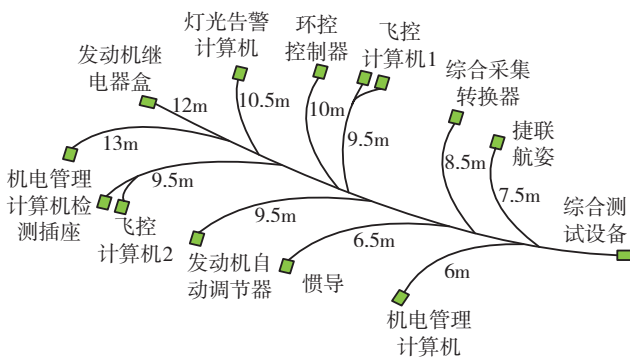 灯光告警
计算机
环控
控制器
飞控
计算机1
发动机继
电器盒
综合采集
转换器
捷联
航姿
12m
10.5m
10m
9.5m
13m
8.5m
9.5m
7.5m
机电管理
计算机检
测插座
飞控
计算机2
9.5m
6.5m
综合测
试设备
发动机自
动调节器
惯导
6m
机电管理
计算机